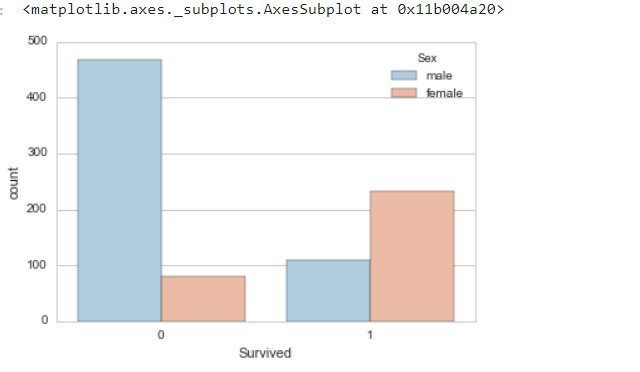 : <matplotlib.axes._subplots.AxesSubplot at 0x11b004a20>
500
400
300
200
100
0
count
Sex
male
female
0 1
Survived